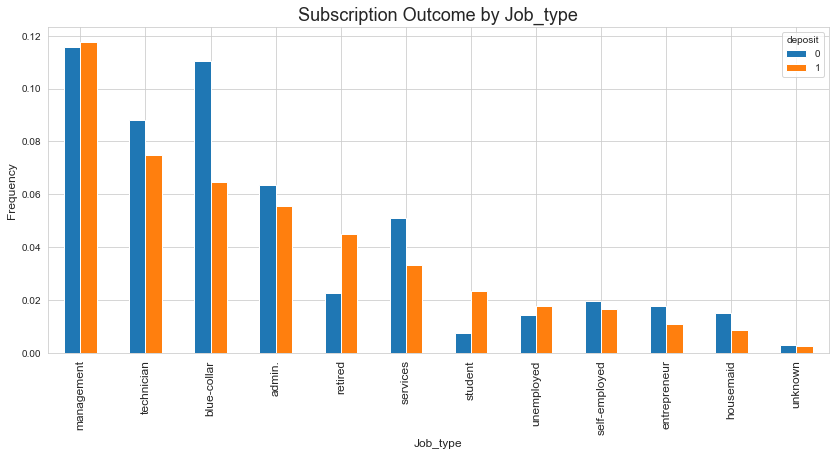 Subscription Outcome by Job_type
deposit
0
1
Frequency
0.12
0.10
0.08
0.06
0.04
0.02
0.00
management
technician
blue-collar
admin.
retired
services
student
unemployed
self-employed
entrepreneur
housemaid
unknown
Job_type